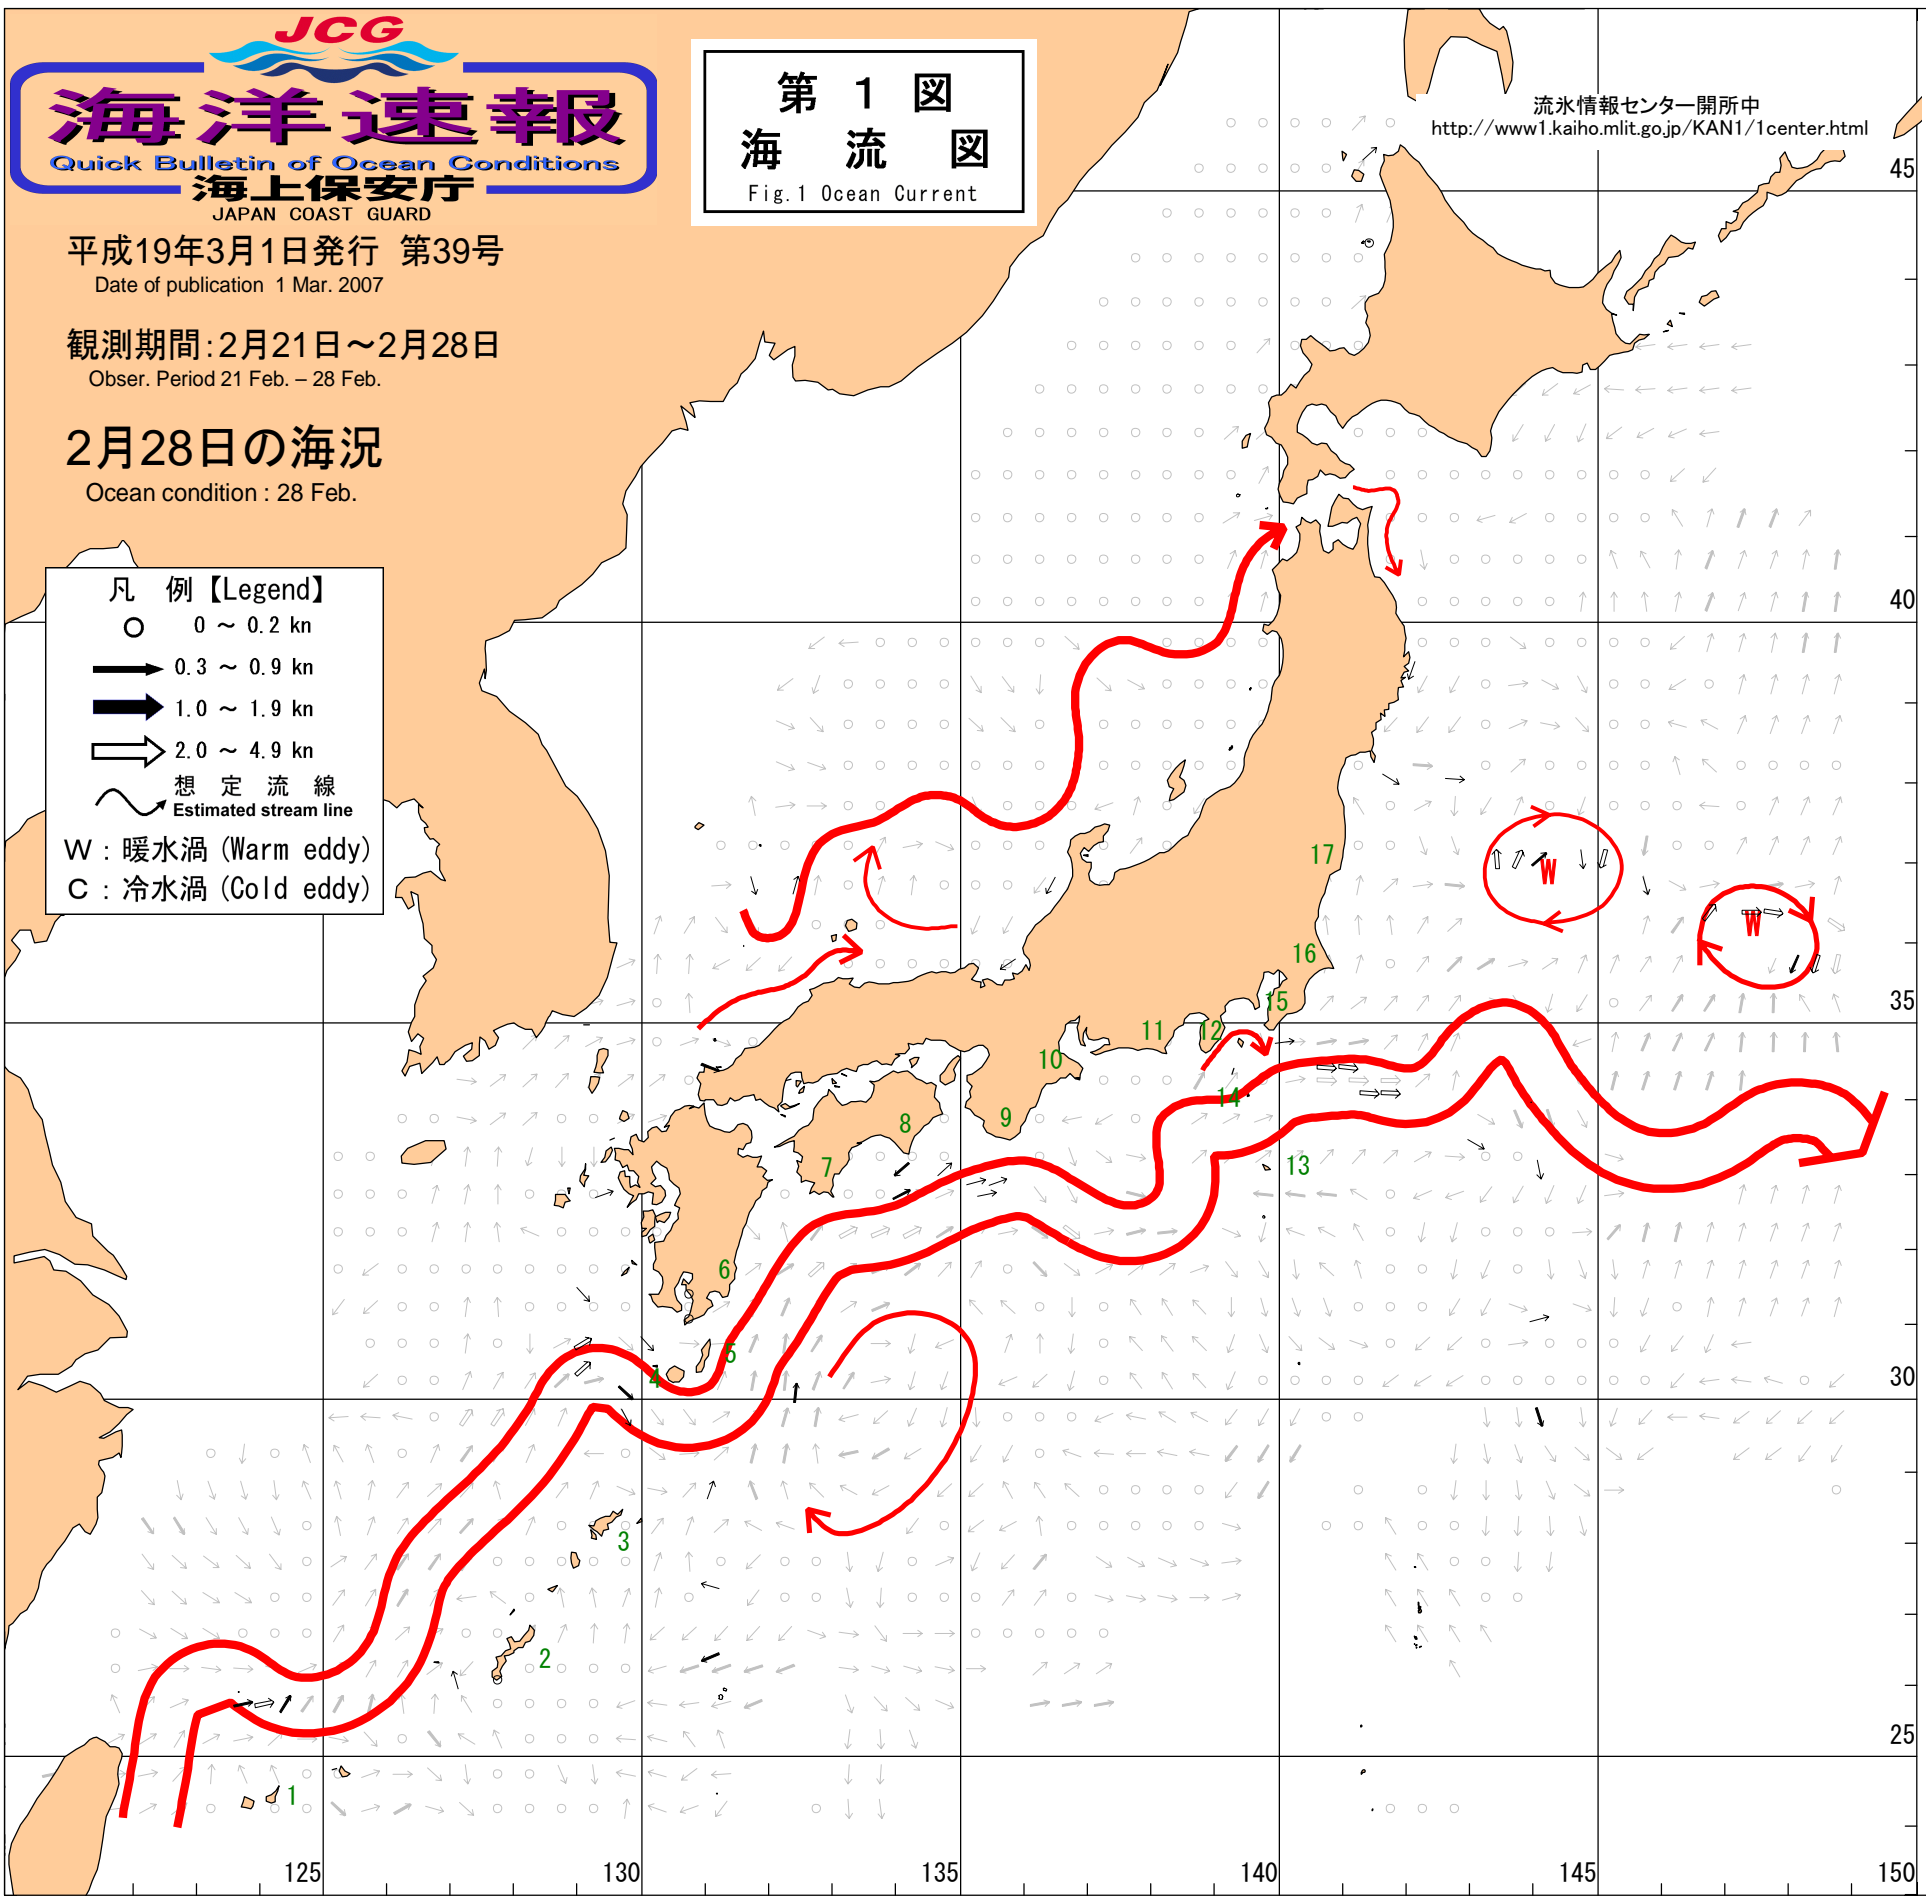 JCG
海洋速報
Quick Bulletin of Ocean Conditions
海上保安庁
JAPAN COAST GUARD
平成19年3月1日発行 第39号
Date of publication 1 Mar. 2007
観測期間:2月21日～2月28日
Obser. Period 21 Feb. – 28 Feb.
2月28日の海況
Ocean condition : 28 Feb.
第 1 図
海 流 図
Fig.1 Ocean Current
流氷情報センター開所中
http://www1.kaiho.mlit.go.jp/KAN1/1center.html
凡 例【Legend】
0 ～ 0.2 kn
0.3 ～ 0.9 kn
1.0 ～ 1.9 kn
2.0 ～ 4.9 kn
想 定 流 線
Estimated stream line
W : 暖水渦 (Warm eddy)
C : 冷水渦 (Cold eddy)
45
40
17
W
W
16
35
15
12
11
10
14
9
8
7
13
6
5
4
30
3
2
25
1
125
130
135
140
145
150